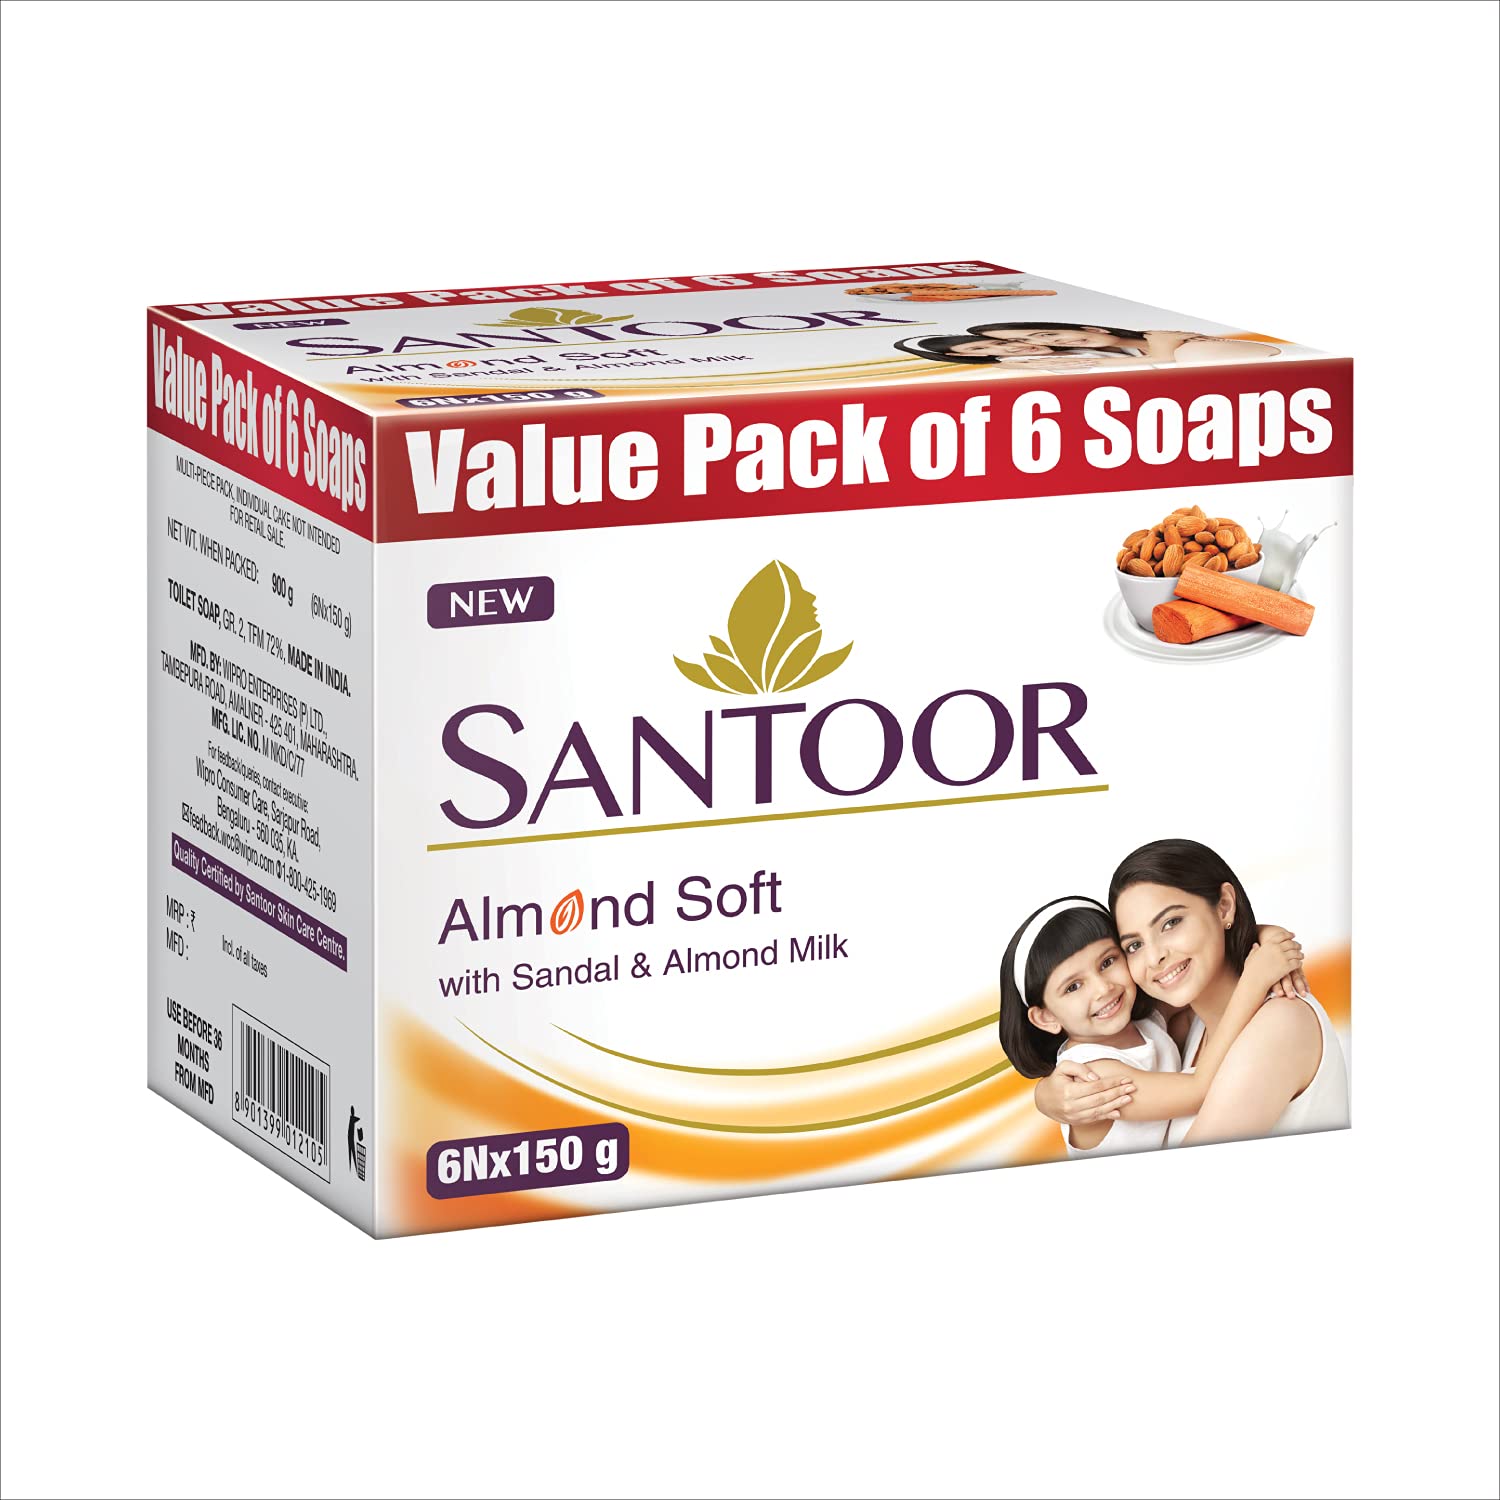 Value Pack of 6 Soaps
NEW
SANTOOR
Almond Soft
with Sandal & Almond Milk
6Nx150 g
Value Pack of 6 Soaps
MULTI-PIECE PACK, INDIVIDUAL CAKE NOT INTENDED
FOR RETAIL SALE.
NET WT. WHEN PACKED: 900 g (6Nx150 g)
TOILET SOAP, GR. 2, TFM 72%, MADE IN INDIA.
MFD. BY: WIPRO ENTERPRISES (P) LTD.,
TAMBEPURA ROAD, AMALNER - 425 401, MAHARASHTRA.
MFG. LIC. NO. M NKD/C/77
For feedback/queries, contact executive:
Wipro Consumer Care, Sarjapur Road,
Bengaluru - 560 035, KA.
feedback.wcc@wipro.com 1-800-425-1969
Quality Certified by Santoor Skin Care Centre.
MRP : ₹
Incl. of all taxes
MFD :
USE BEFORE 36
MONTHS
FROM MFD
8 901399 012105
Value Pack of 6 Soaps
NEW
SANTOOR
Almond Soft
with Sandal & Almond Milk
6Nx150 g